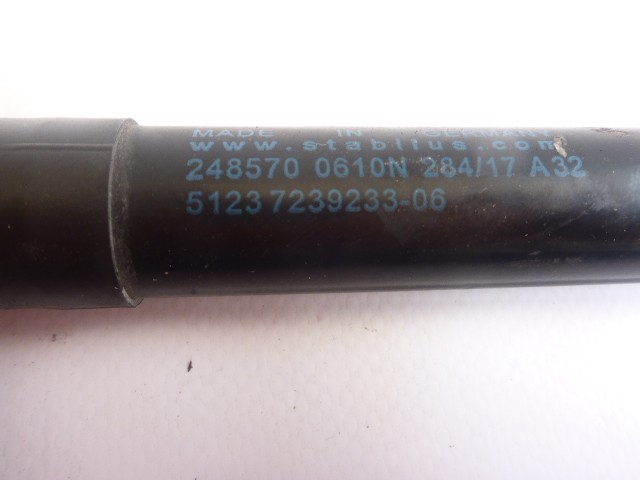 MADE IN GERMANY
www.stabilus.com
248570 0610N 284/17 A32
51237239233-06